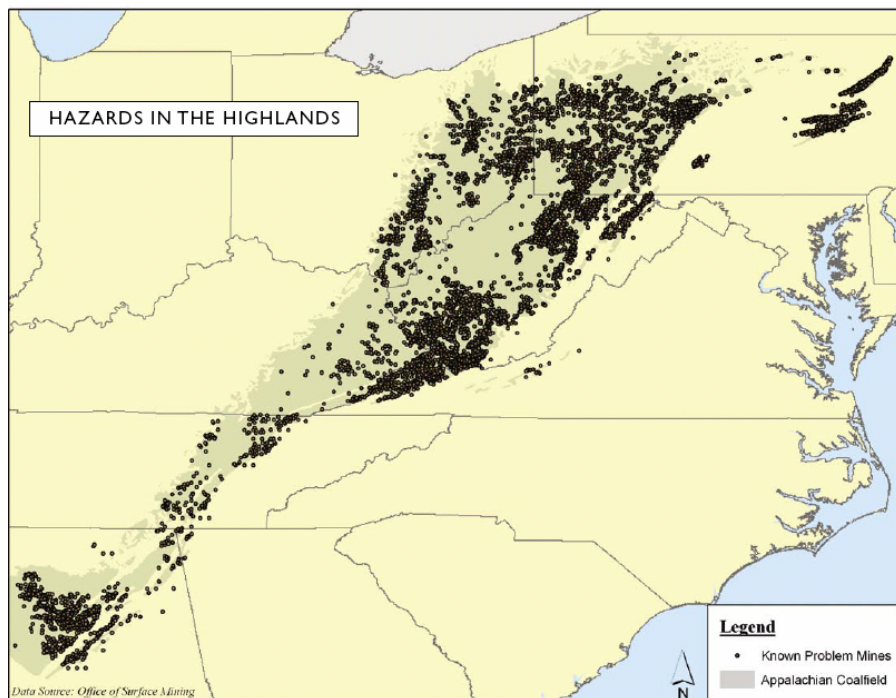 HAZARDS IN THE HIGHLANDS
Legend
Known Problem Mines
Appalachian Coalfield
N
Data Source: Office of Surface Mining